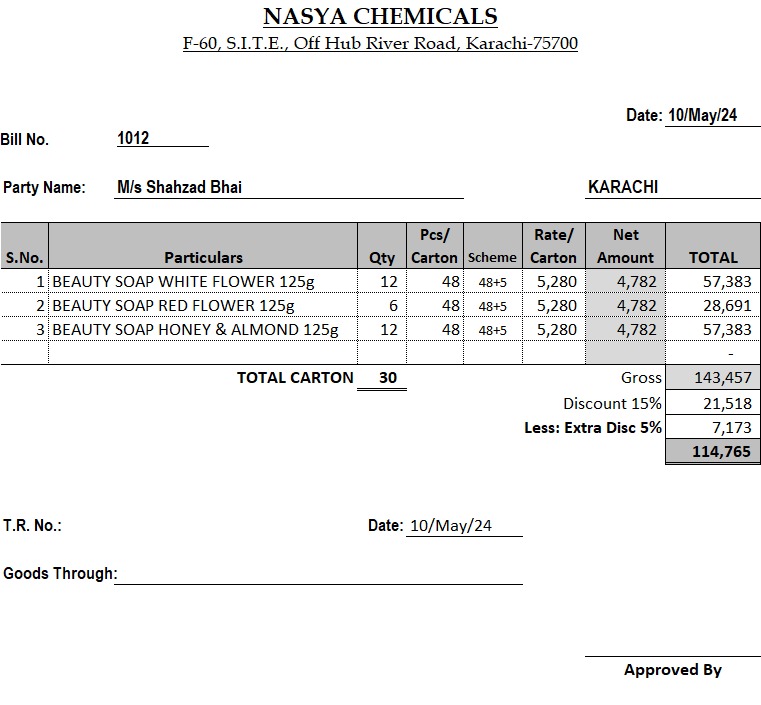 NASYA CHEMICALS
F-60, S.I.T.E., Off Hub River Road, Karachi-75700
Date: 10/May/24
Bill No. 1012
Party Name: M/s Shahzad Bhai KARACHI
S.No. Particulars Qty Pcs/ Carton Scheme Rate/ Carton Net Amount TOTAL
1 BEAUTY SOAP WHITE FLOWER 125g 12 48 48+5 5,280 4,782 57,383
2 BEAUTY SOAP RED FLOWER 125g 6 48 48+5 5,280 4,782 28,691
3 BEAUTY SOAP HONEY & ALMOND 125g 12 48 48+5 5,280 4,782 57,383
-
TOTAL CARTON 30 Gross 143,457
Discount 15% 21,518
Less: Extra Disc 5% 7,173
114,765
T.R. No.: Date: 10/May/24
Goods Through:
Approved By